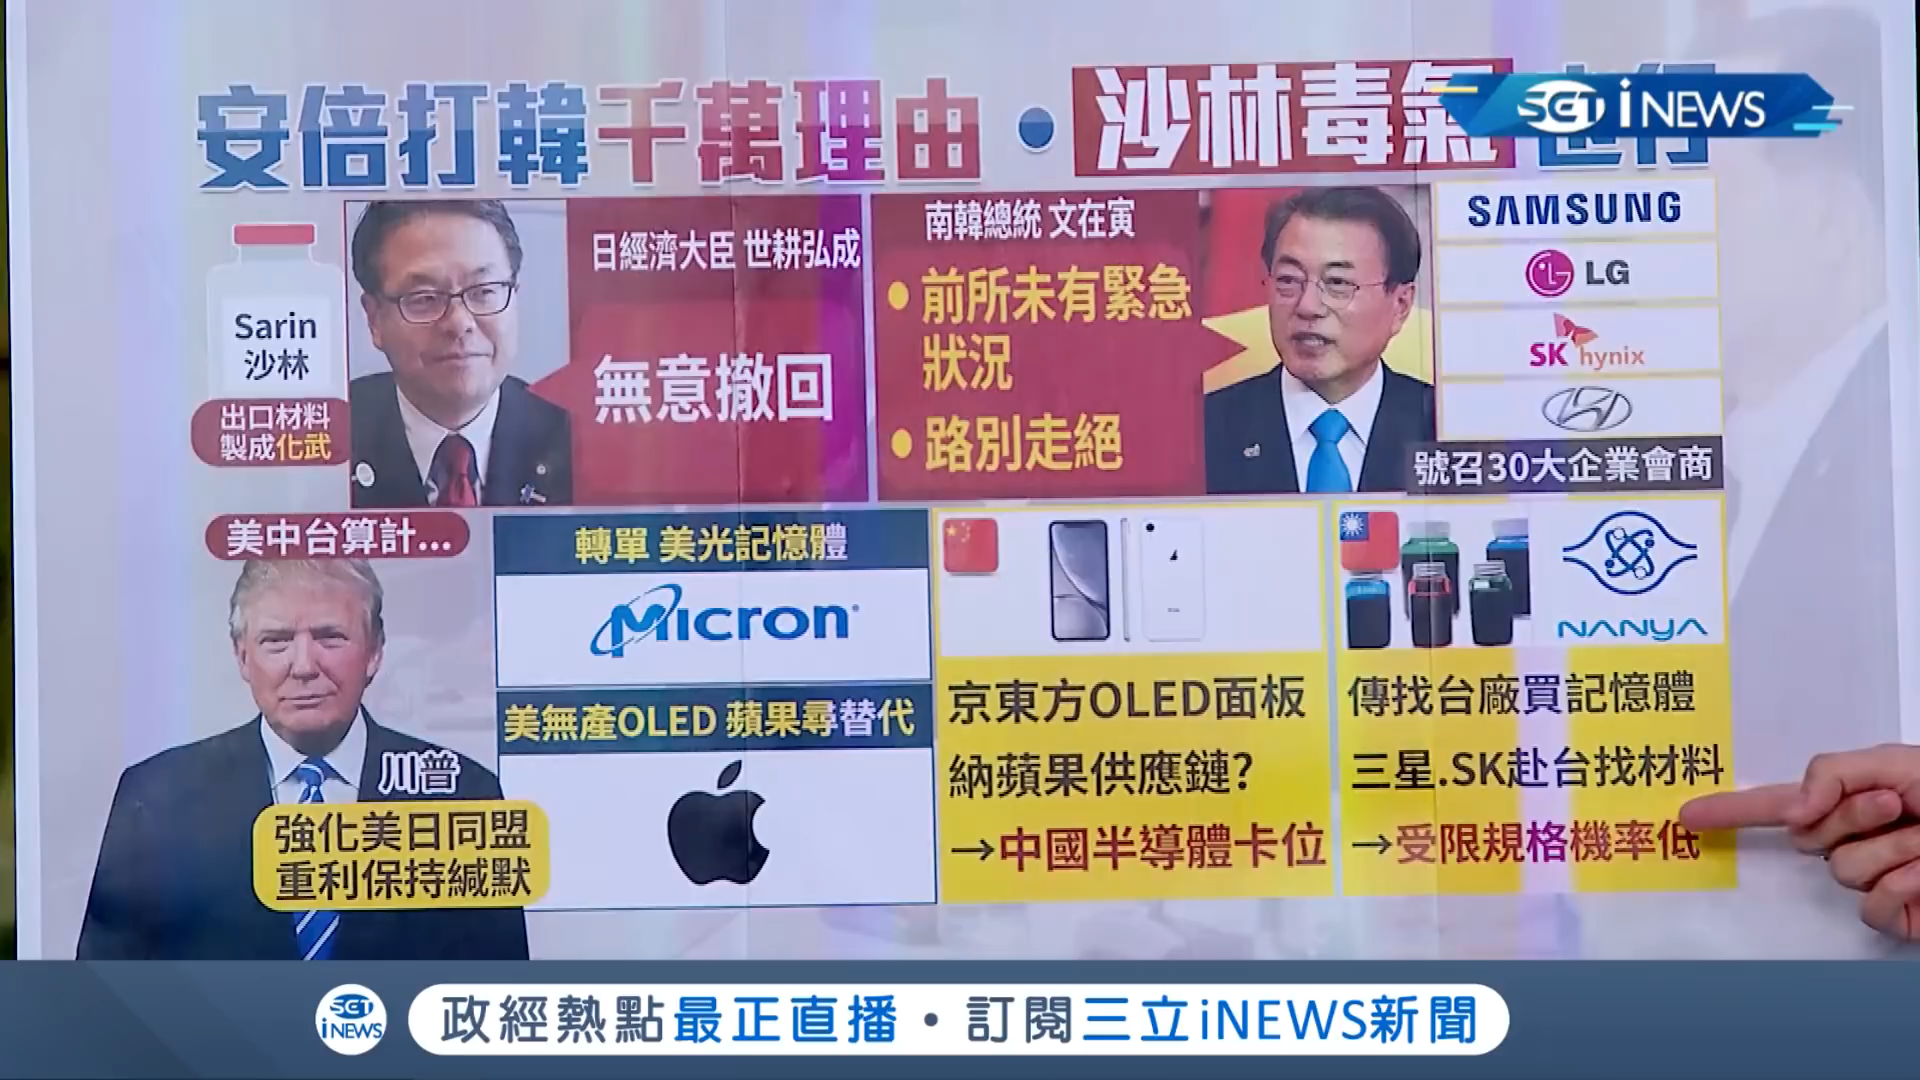 安倍打韓千萬理由・沙林毒氣
SET iNEWS
Sarin
沙林
出口材料
製成化武
日經濟大臣 世耕弘成
無意撤回
南韓總統 文在寅
• 前所未有緊急
狀況
• 路別走絕
SAMSUNG
LG
SK hynix
號召30大企業會商
美中台算計...
川普
強化美日同盟
重利保持緘默
轉單 美光記憶體
Micron
美無產OLED 蘋果尋替代
京東方OLED面板
納蘋果供應鏈?
→中國半導體卡位
NANYA
傳找台廠買記憶體
三星.SK赴台找材料
→受限規格機率低
SET
iNEWS
政經熱點最正直播・訂閱三立iNEWS新聞